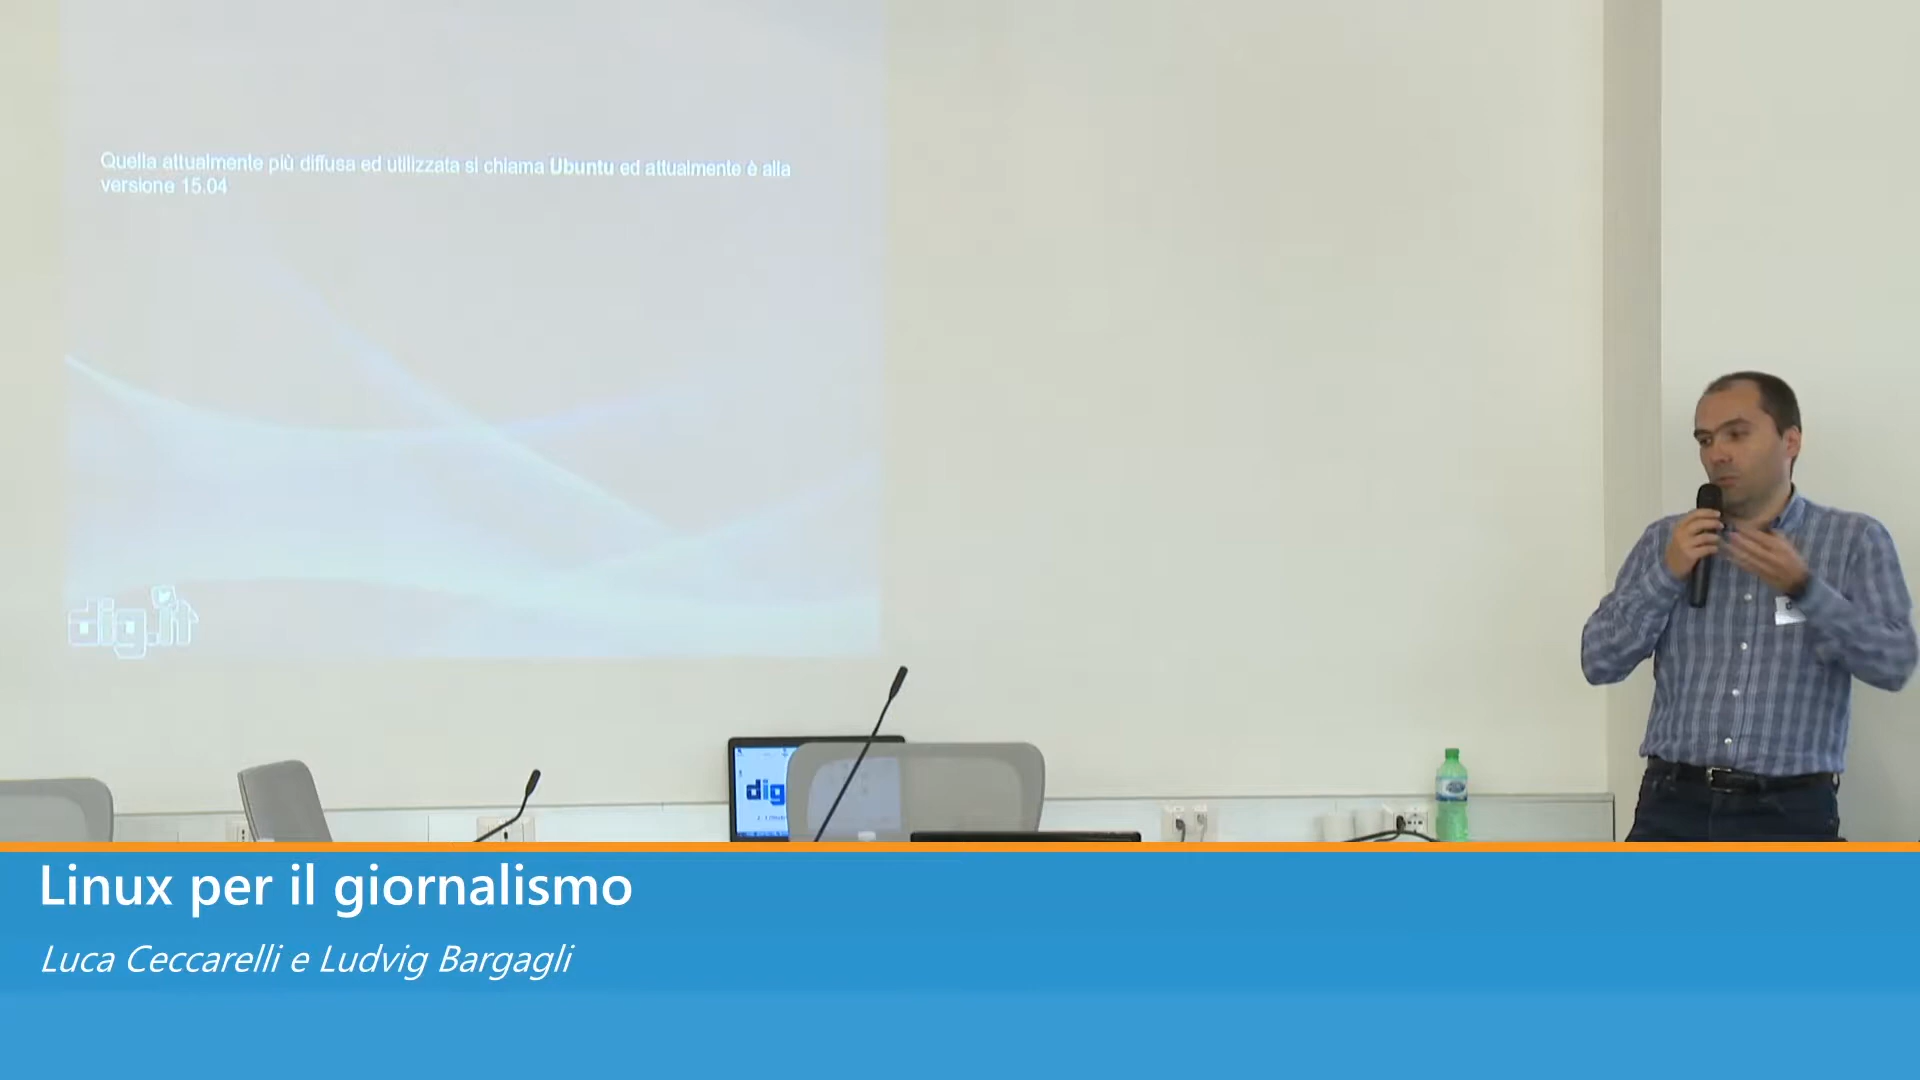 Quella attualmente più diffusa ed utilizzata si chiama Ubuntu ed attualmente è alla
versione 15.04
dig.it
dig
Linux per il giornalismo
Luca Ceccarelli e Ludvig Bargagli